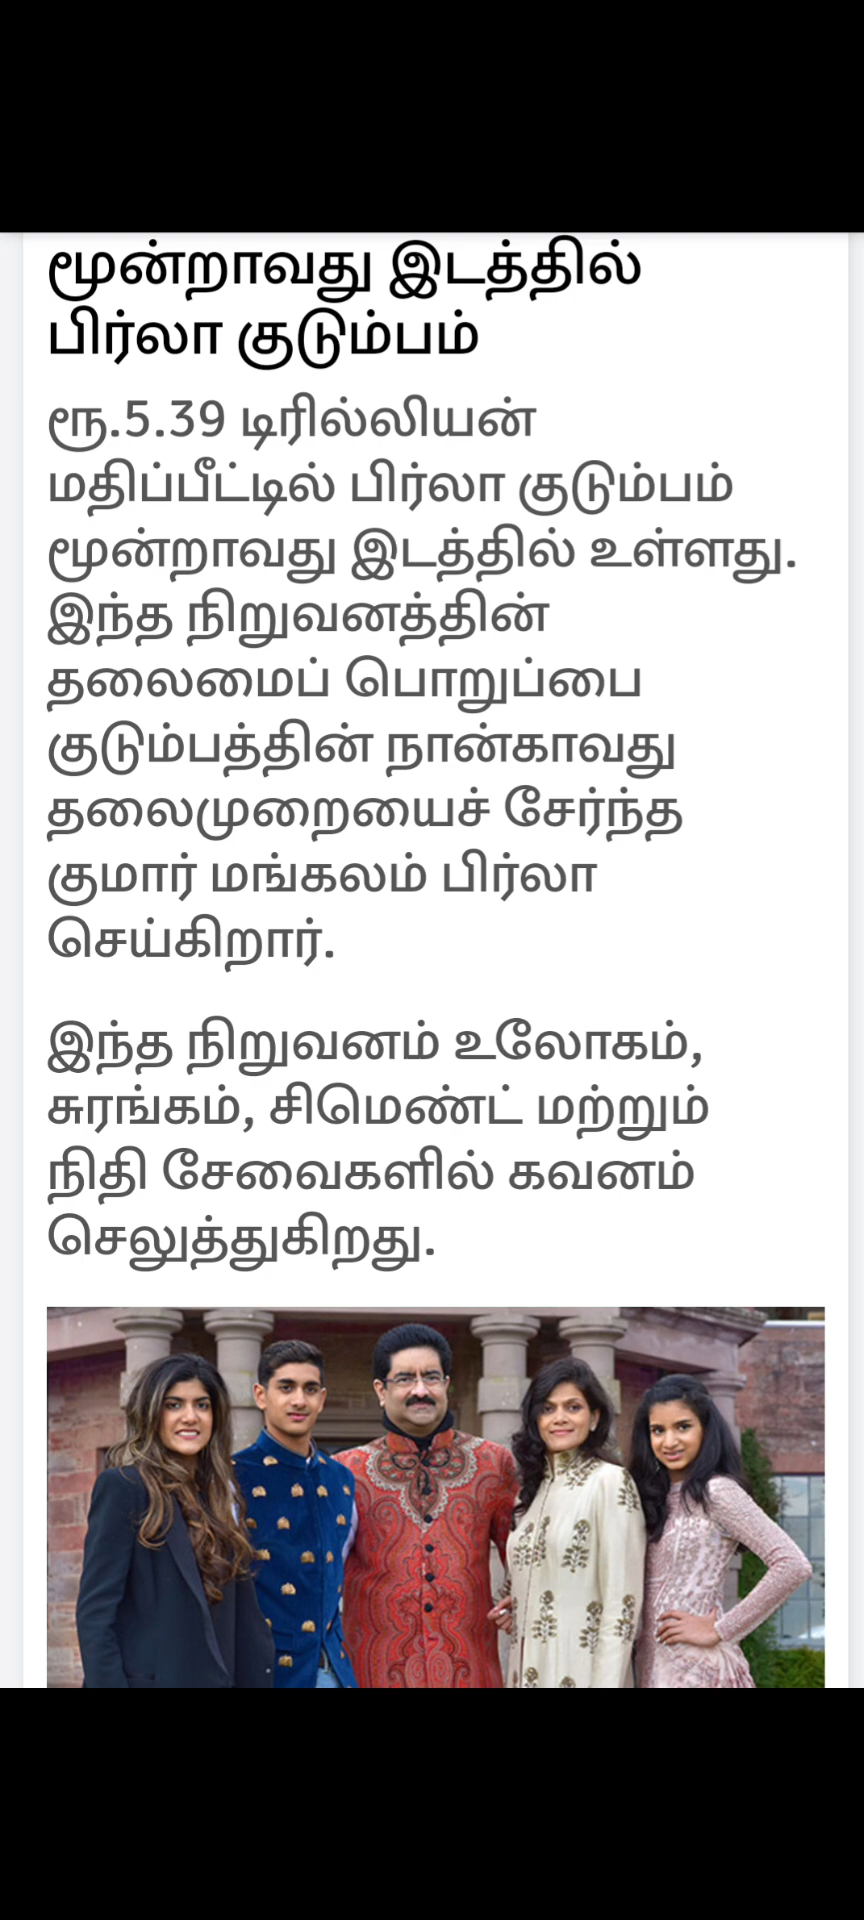 மூன்றாவது இடத்தில்
பிர்லா குடும்பம்
ரூ.5.39 டிரில்லியன்
மதிப்பீட்டில் பிர்லா குடும்பம்
மூன்றாவது இடத்தில் உள்ளது.
இந்த நிறுவனத்தின்
தலைமைப் பொறுப்பை
குடும்பத்தின் நான்காவது
தலைமுறையைச் சேர்ந்த
குமார் மங்கலம் பிர்லா
செய்கிறார்.
இந்த நிறுவனம் உலோகம்,
சுரங்கம், சிமெண்ட் மற்றும்
நிதி சேவைகளில் கவனம்
செலுத்துகிறது.